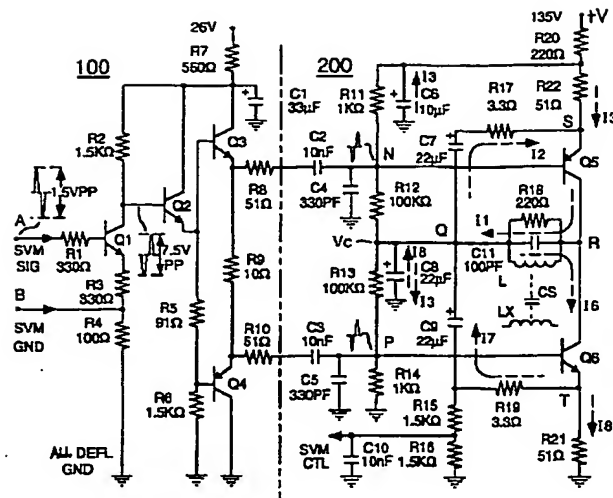 26V
135V
+V
R7
560Ω
R20
220Ω
100
200
C1
33μF
R11
1KΩ
I3
C6
10μF
R17
3.3Ω
R22
51Ω
S
I3
R2
1.5KΩ
Q3
C2
10nF
N
C7
22μF
I2
Q5
1.5VPP
Q2
R8
51Ω
C4
330PF
R12
100KΩ
R18
220Ω
A
Q1
7.5V
PP
Q
I1
R
SVM
SIG
R1
330Ω
R9
10Ω
Vc
I8
C8
22μF
I3
C11
100PF
L
R3
330Ω
R13
100KΩ
CS
I6
B
R5
91Ω
R10
51Ω
C3
10nF
P
C9
22μF
LX
I7
SVM
GND
R4
100Ω
Q4
Q6
C5
330PF
R14
1KΩ
T
R6
1.5KΩ
R15
1.5KΩ
R19
3.3Ω
I8
SVM
CTL
R16
1.5KΩ
R21
51Ω
ALL DEFL
GND
C10
10nF